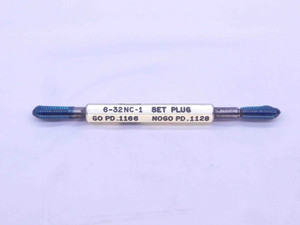 6-32NC-1 SET PLUG
GO PD.1166 NOGO PD.1128